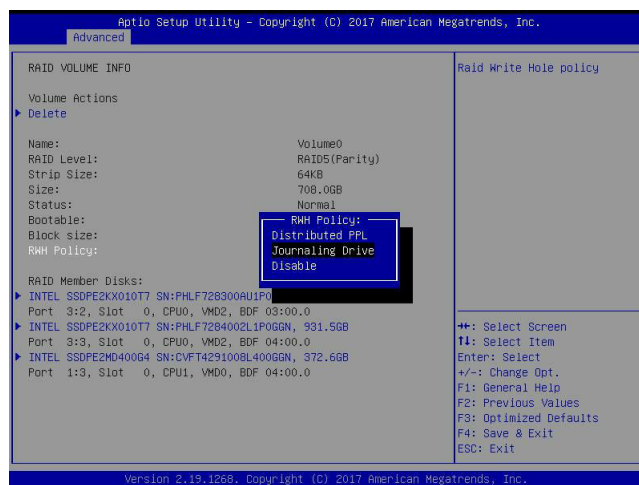 Aptio Setup Utility – Copyright (C) 2017 American Megatrends, Inc.
Advanced
RAID VOLUME INFO
Raid Write Hole policy
Volume Actions
Delete
Name: Volume0
RAID Level: RAID5(Parity)
Strip Size: 64KB
Size: 708.0GB
Status: Normal
Bootable:
Block size:
RWH Policy:
RWH Policy:
Distributed PPL
Journaling Drive
Disable
RAID Member Disks:
INTEL SSDPE2KX010T7 SN:PHLF728300AU1P0
Port 3:2, Slot 0, CPU0, VMD2, BDF 03:00.0
INTEL SSDPE2KX010T7 SN:PHLF7284002L1P0GGN, 931.5GB
Port 3:3, Slot 0, CPU0, VMD2, BDF 04:00.0
INTEL SSDPE2MD400G4 SN:CVFT4291008L400GGN, 372.6GB
Port 1:3, Slot 0, CPU1, VMD0, BDF 04:00.0
→←: Select Screen
↑↓: Select Item
Enter: Select
+/-: Change Opt.
F1: General Help
F2: Previous Values
F3: Optimized Defaults
F4: Save & Exit
ESC: Exit
Version 2.19.1268. Copyright (C) 2017 American Megatrends, Inc.